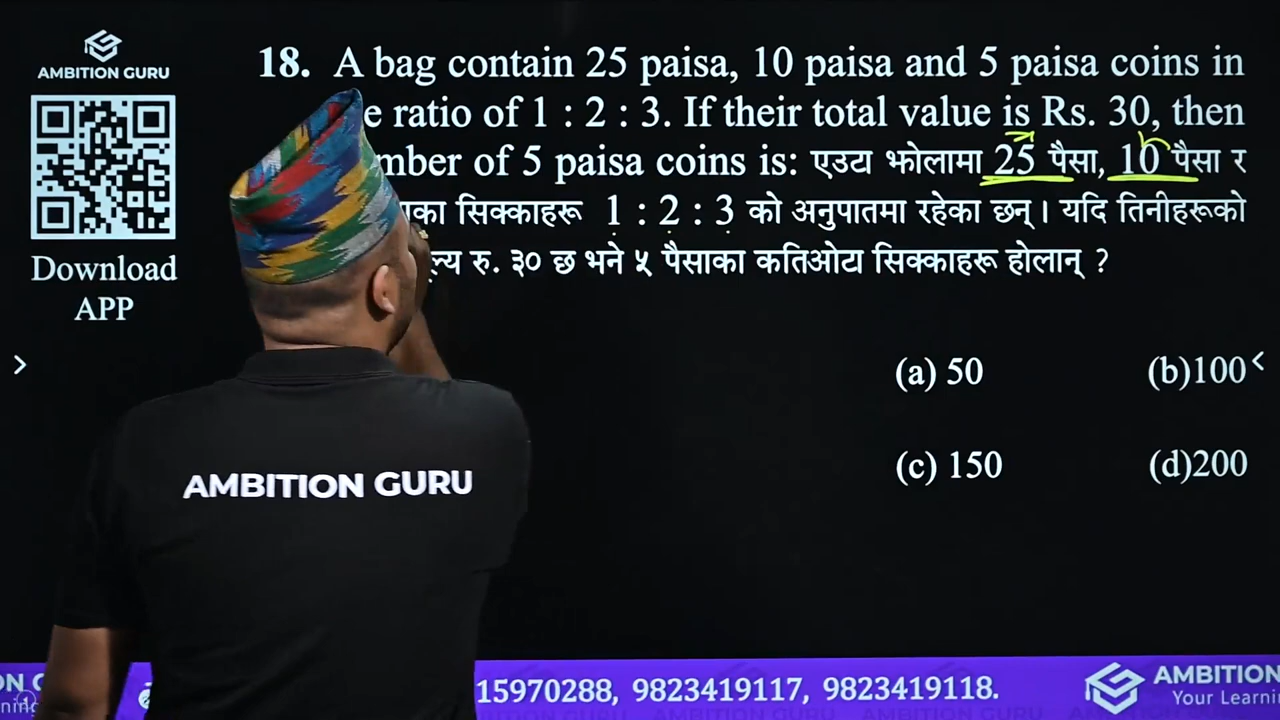 AMBITION GURU
Download
APP
18. A bag contain 25 paisa, 10 paisa and 5 paisa coins in
ratio of 1 : 2 : 3. If their total value is Rs. 30, then
of 5 paisa coins is: एउटा झोलामा 25 पैसा, 10 पैसा र
सिक्काहरू 1 : 2 : 3 को अनुपातमा रहेका छन् । यदि तिनीहरूको
रु. ३० छ भने ५ पैसाका कतिओटा सिक्काहरू होलान् ?
(a) 50 (b)100
(c) 150 (d)200
AMBITION GURU
15970288, 9823419117, 9823419118.
AMBITION
Your